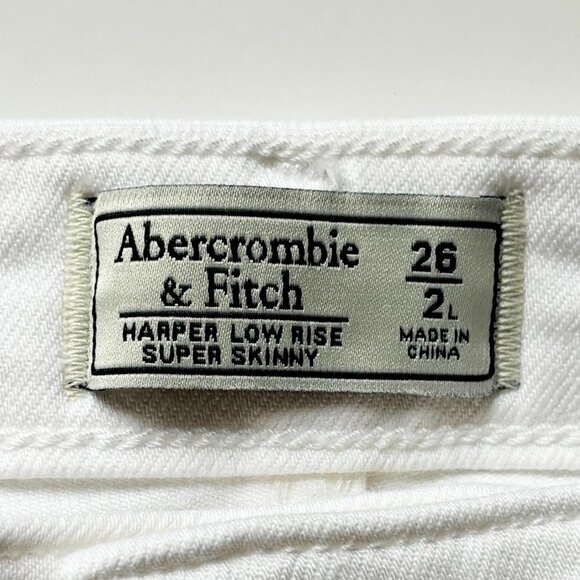 Abercrombie
& Fitch
HARPER LOW RISE
SUPER SKINNY
26
2L
MADE IN
CHINA